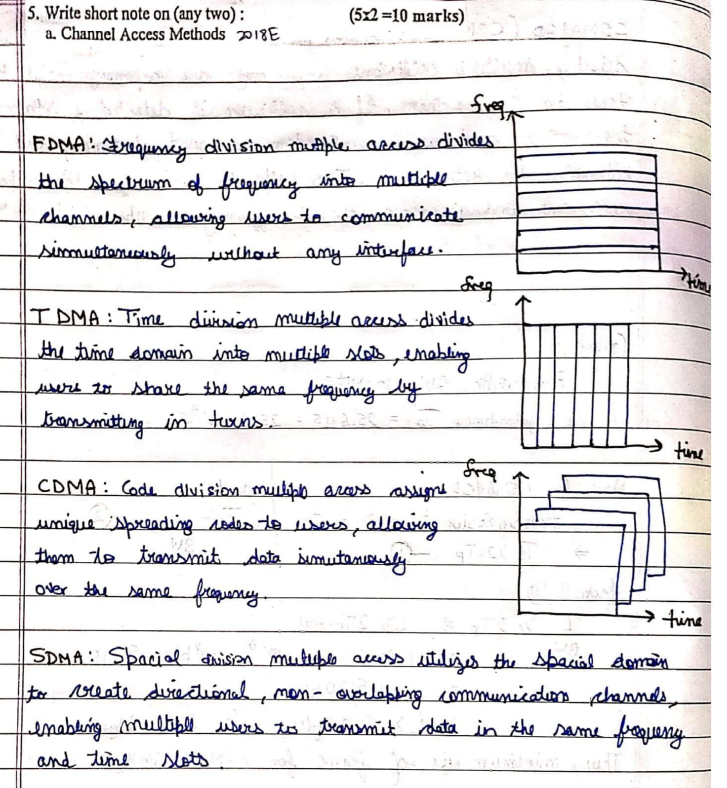 5. Write short note on (any two) : (5x2 =10 marks)
a. Channel Access Methods 2018E
freq
FDMA : Frequency division multiple access divides
the spectrum of frequency into multiple
channels, allowing users to communicate
simmultaneously without any interface.
time
freq
TDMA : Time division multiple access divides
the time domain into multiple slots, enabling
users to share the same frequency by
transmitting in turns.
time
freq
CDMA : Code division multiple access assigns
unique spreading codes to users, allowing
them to transmit data simutaneously
over the same frequency.
time
SDMA : Spacial division multiple access utilizes the spacial domain
to create directional, non-overlapping communication channels,
enabling multiple users to transmit data in the same frequency
and time slots.